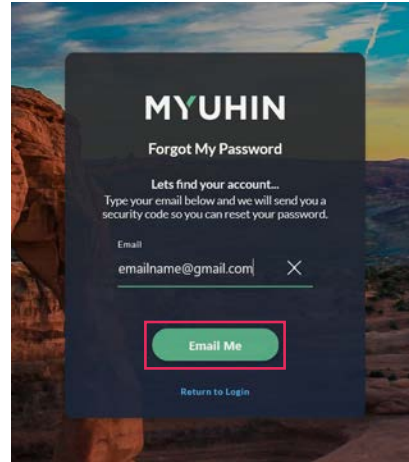 MYUHIN
Forgot My Password
Lets find your account...
Type your email below and we will send you a
security code so you can reset your password.
Email
emailname@gmail.com
Email Me
Return to Login